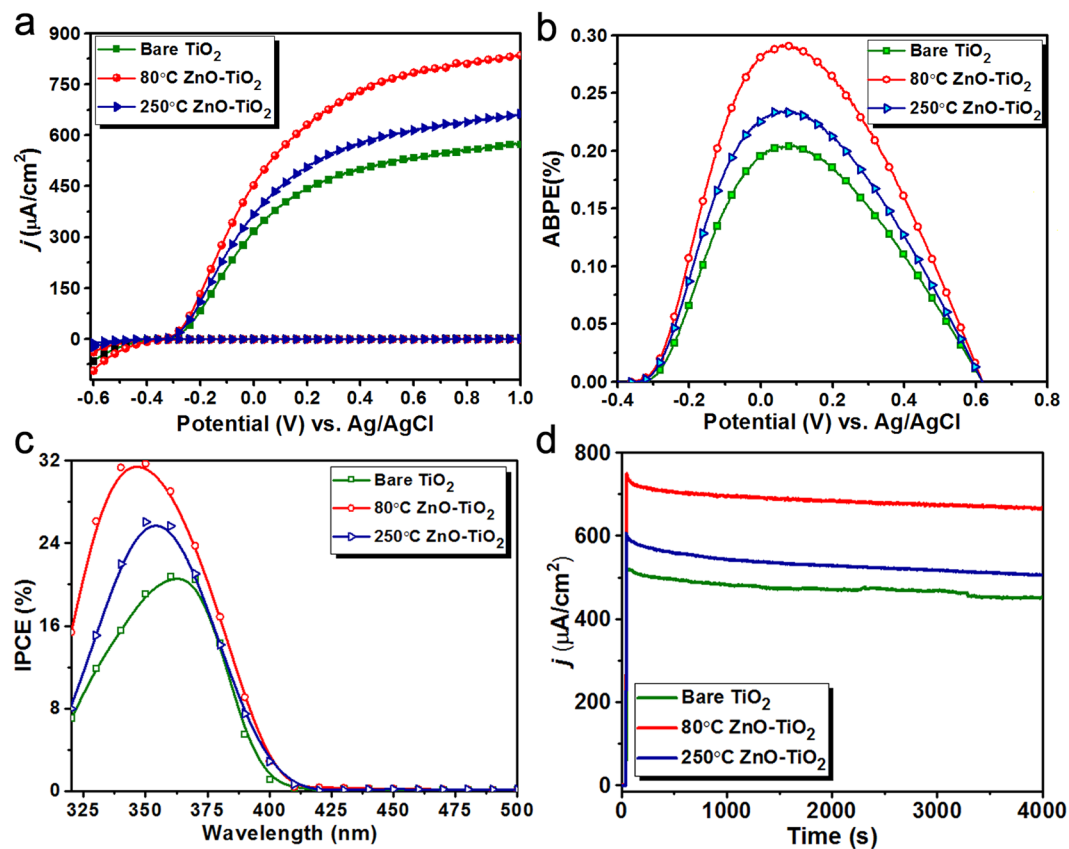 a
900
750
600
450
300
150
0
j (μA/cm²)
Bare TiO₂
80°C ZnO-TiO₂
250°C ZnO-TiO₂
-0.6 -0.4 -0.2 0.0 0.2 0.4 0.6 0.8 1.0
Potential (V) vs. Ag/AgCl
b
0.30
0.25
0.20
0.15
0.10
0.05
0.00
ABPE(%)
Bare TiO₂
80°C ZnO-TiO₂
250°C ZnO-TiO₂
-0.4 -0.2 0.0 0.2 0.4 0.6 0.8
Potential (V) vs. Ag/AgCl
c
32
24
16
8
0
IPCE (%)
Bare TiO₂
80°C ZnO-TiO₂
250°C ZnO-TiO₂
325 350 375 400 425 450 475 500
Wavelength (nm)
d
800
600
400
200
0
j (μA/cm²)
Bare TiO₂
80°C ZnO-TiO₂
250°C ZnO-TiO₂
0 1000 2000 3000 4000
Time (s)